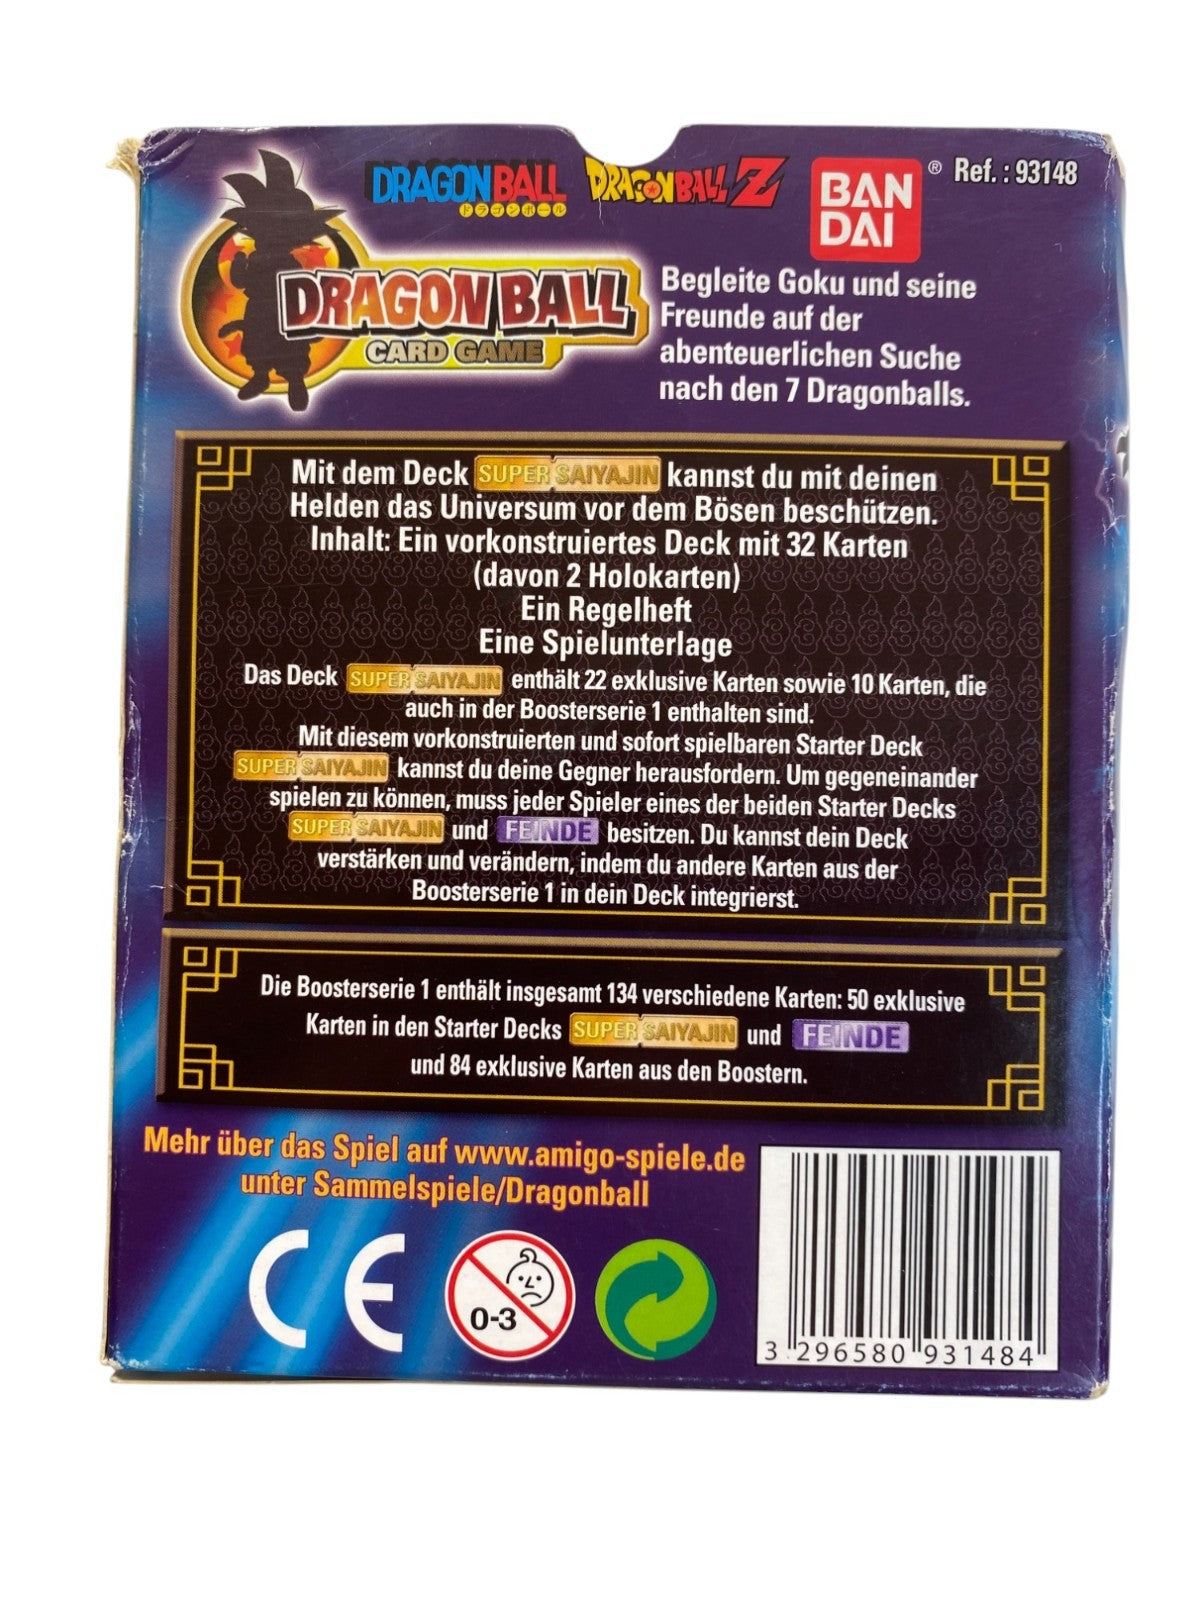 DRAGON BALL
ドラゴンボール
DRAGON BALL Z
BAN
DAI
®
Ref. : 93148
DRAGON BALL
CARD GAME
Begleite Goku und seine
Freunde auf der
abenteuerlichen Suche
nach den 7 Dragonballs.
Mit dem Deck SUPER SAIYAJIN kannst du mit deinen
Helden das Universum vor dem Bösen beschützen.
Inhalt: Ein vorkonstruiertes Deck mit 32 Karten
(davon 2 Holokarten)
Ein Regelheft
Eine Spielunterlage
Das Deck SUPER SAIYAJIN enthält 22 exklusive Karten sowie 10 Karten, die
auch in der Boosterserie 1 enthalten sind.
Mit diesem vorkonstruierten und sofort spielbaren Starter Deck
SUPER SAIYAJIN kannst du deine Gegner herausfordern. Um gegeneinander
spielen zu können, muss jeder Spieler eines der beiden Starter Decks
SUPER SAIYAJIN und FEINDE besitzen. Du kannst dein Deck
verstärken und verändern, indem du andere Karten aus der
Boosterserie 1 in dein Deck integrierst.
Die Boosterserie 1 enthält insgesamt 134 verschiedene Karten: 50 exklusive
Karten in den Starter Decks SUPER SAIYAJIN und FEINDE
und 84 exklusive Karten aus den Boostern.
Mehr über das Spiel auf www.amigo-spiele.de
unter Sammelspiele/Dragonball
CE
0-3
3 296580 931484